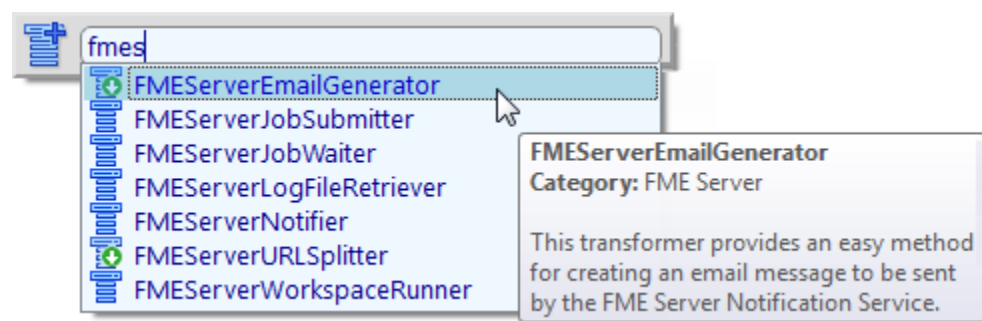 fmes
FMEServerEmailGenerator
FMEServerJobSubmitter
FMEServerJobWaiter
FMEServerLogFileRetriever
FMEServerNotifier
FMEServerURLSplitter
FMEServerWorkspaceRunner
FMEServerEmailGenerator
Category: FME Server
This transformer provides an easy method
for creating an email message to be sent
by the FME Server Notification Service.